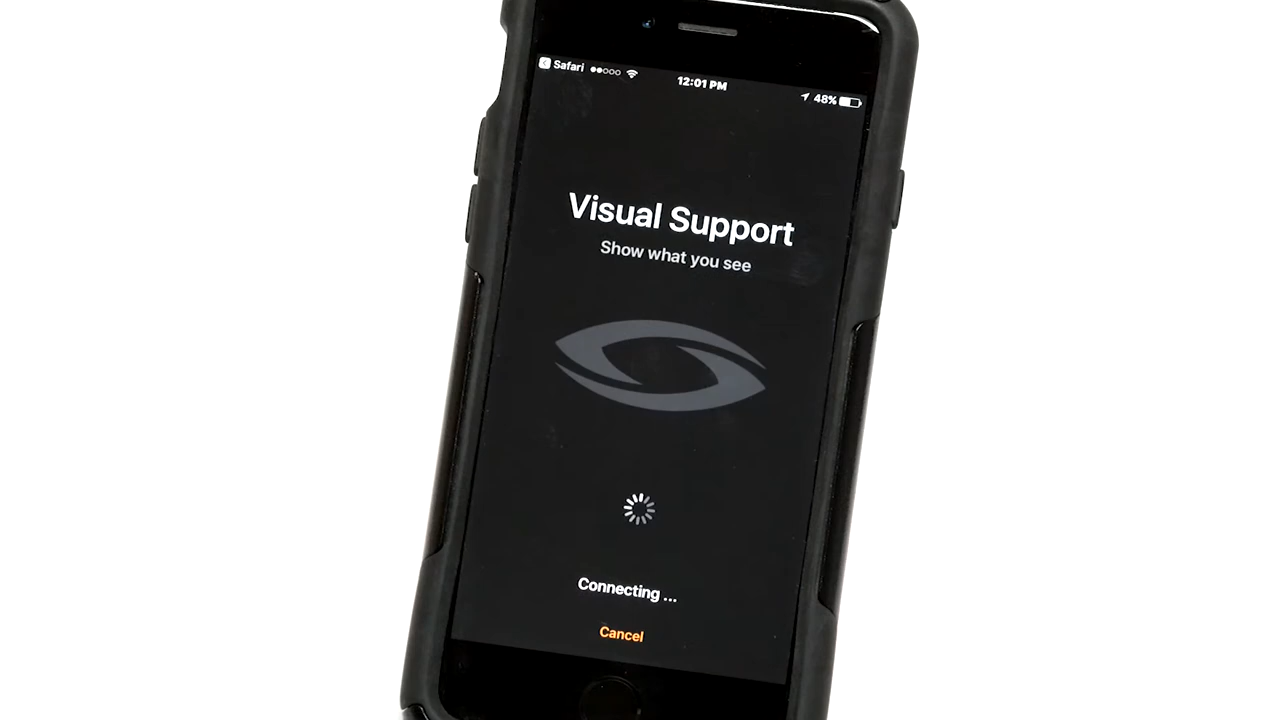 Safari
12:01 PM
48%
Visual Support
Show what you see
Connecting ...
Cancel